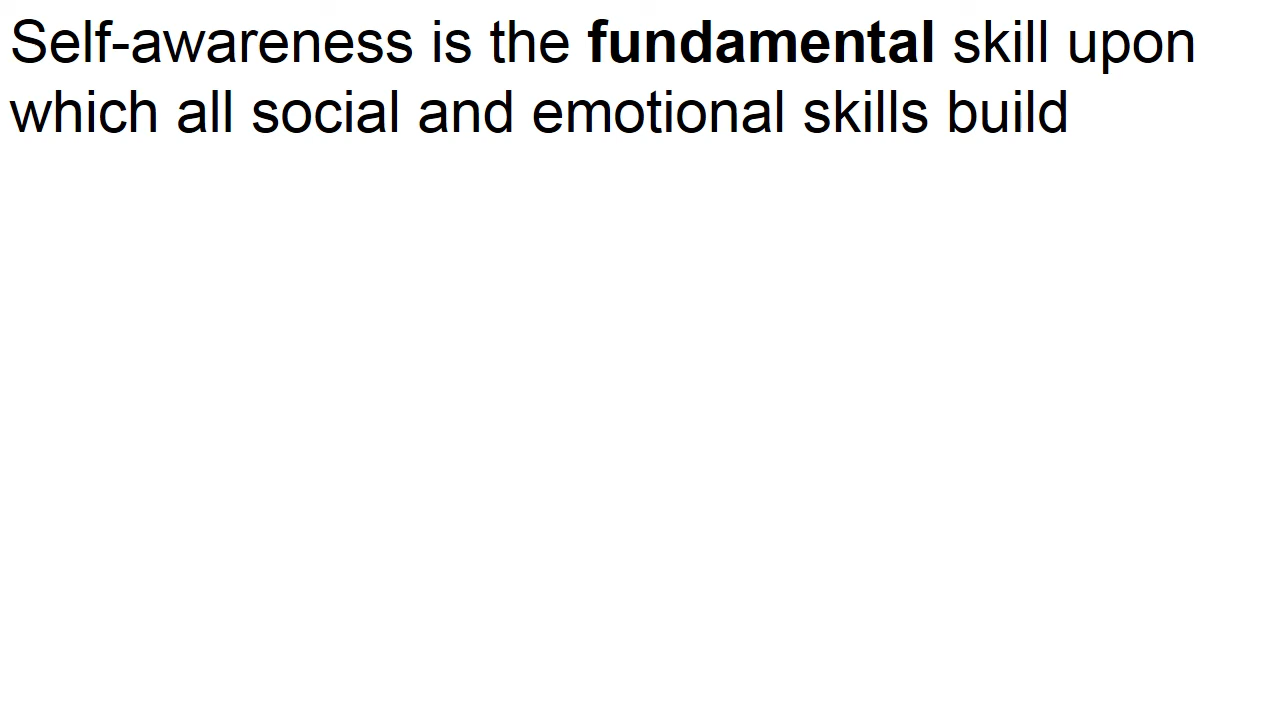 Self-awareness is the fundamental skill upon
which all social and emotional skills build